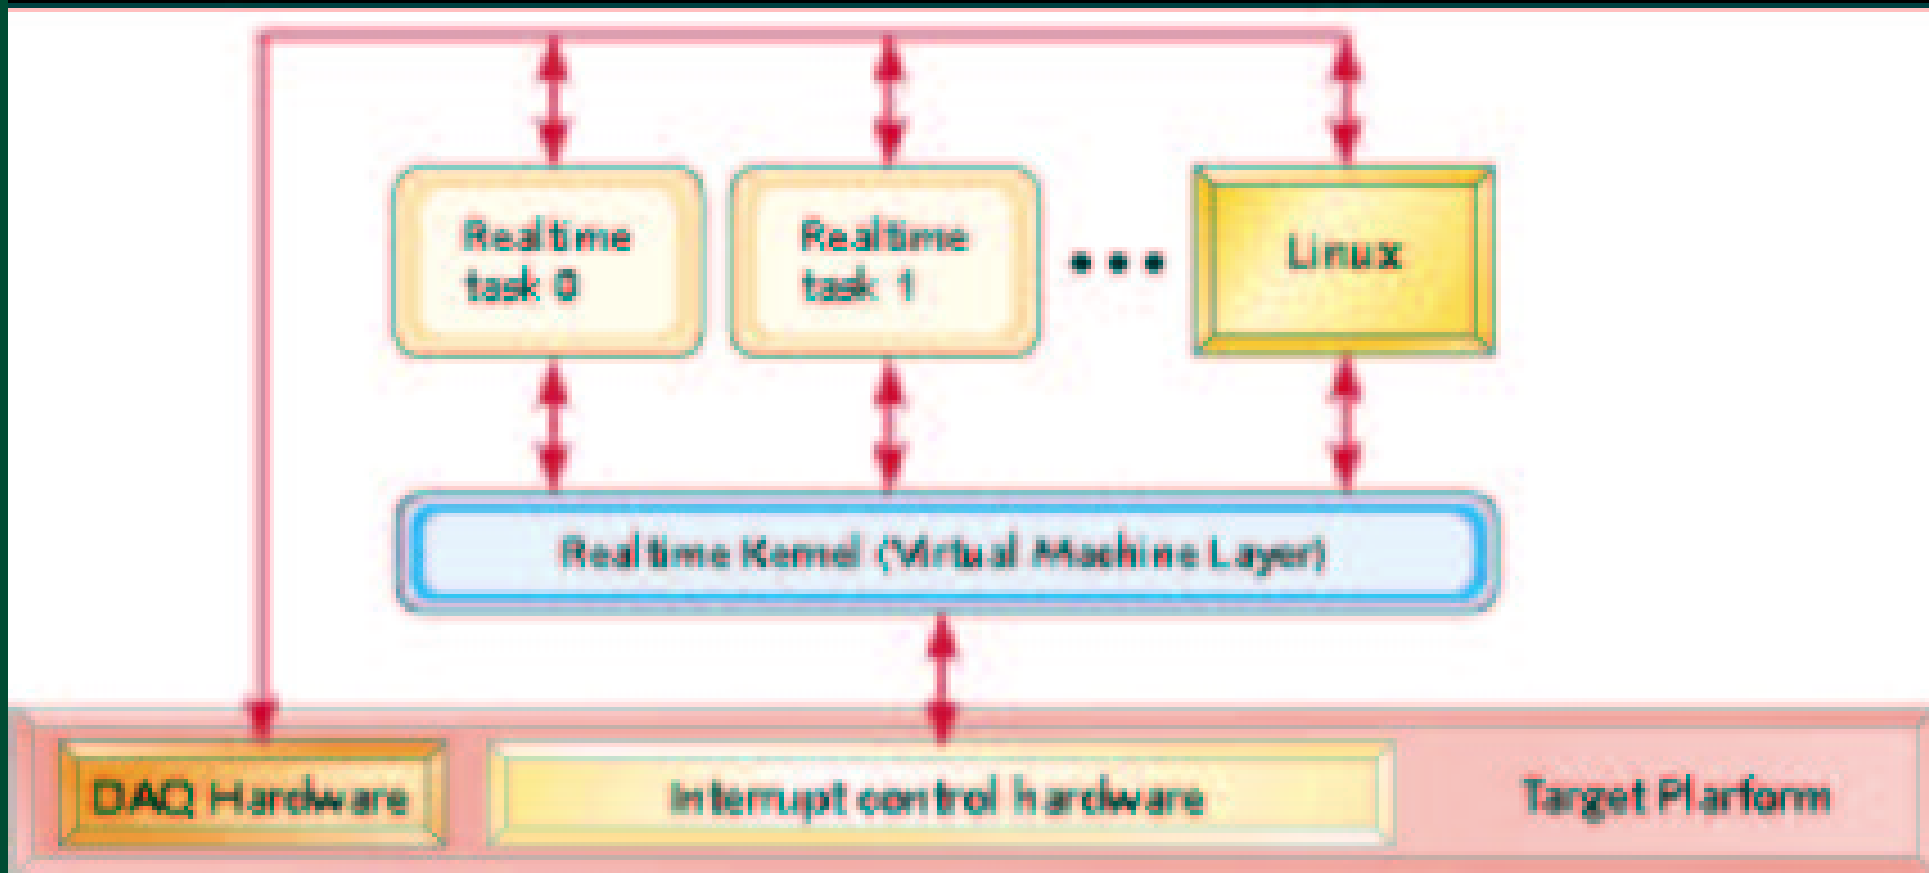 Realtime
task 0
Realtime
task 1
Linux
Realtime Kernel (Virtual Machine Layer)
DAQ Hardware
Interrupt control hardware
Target Plarform